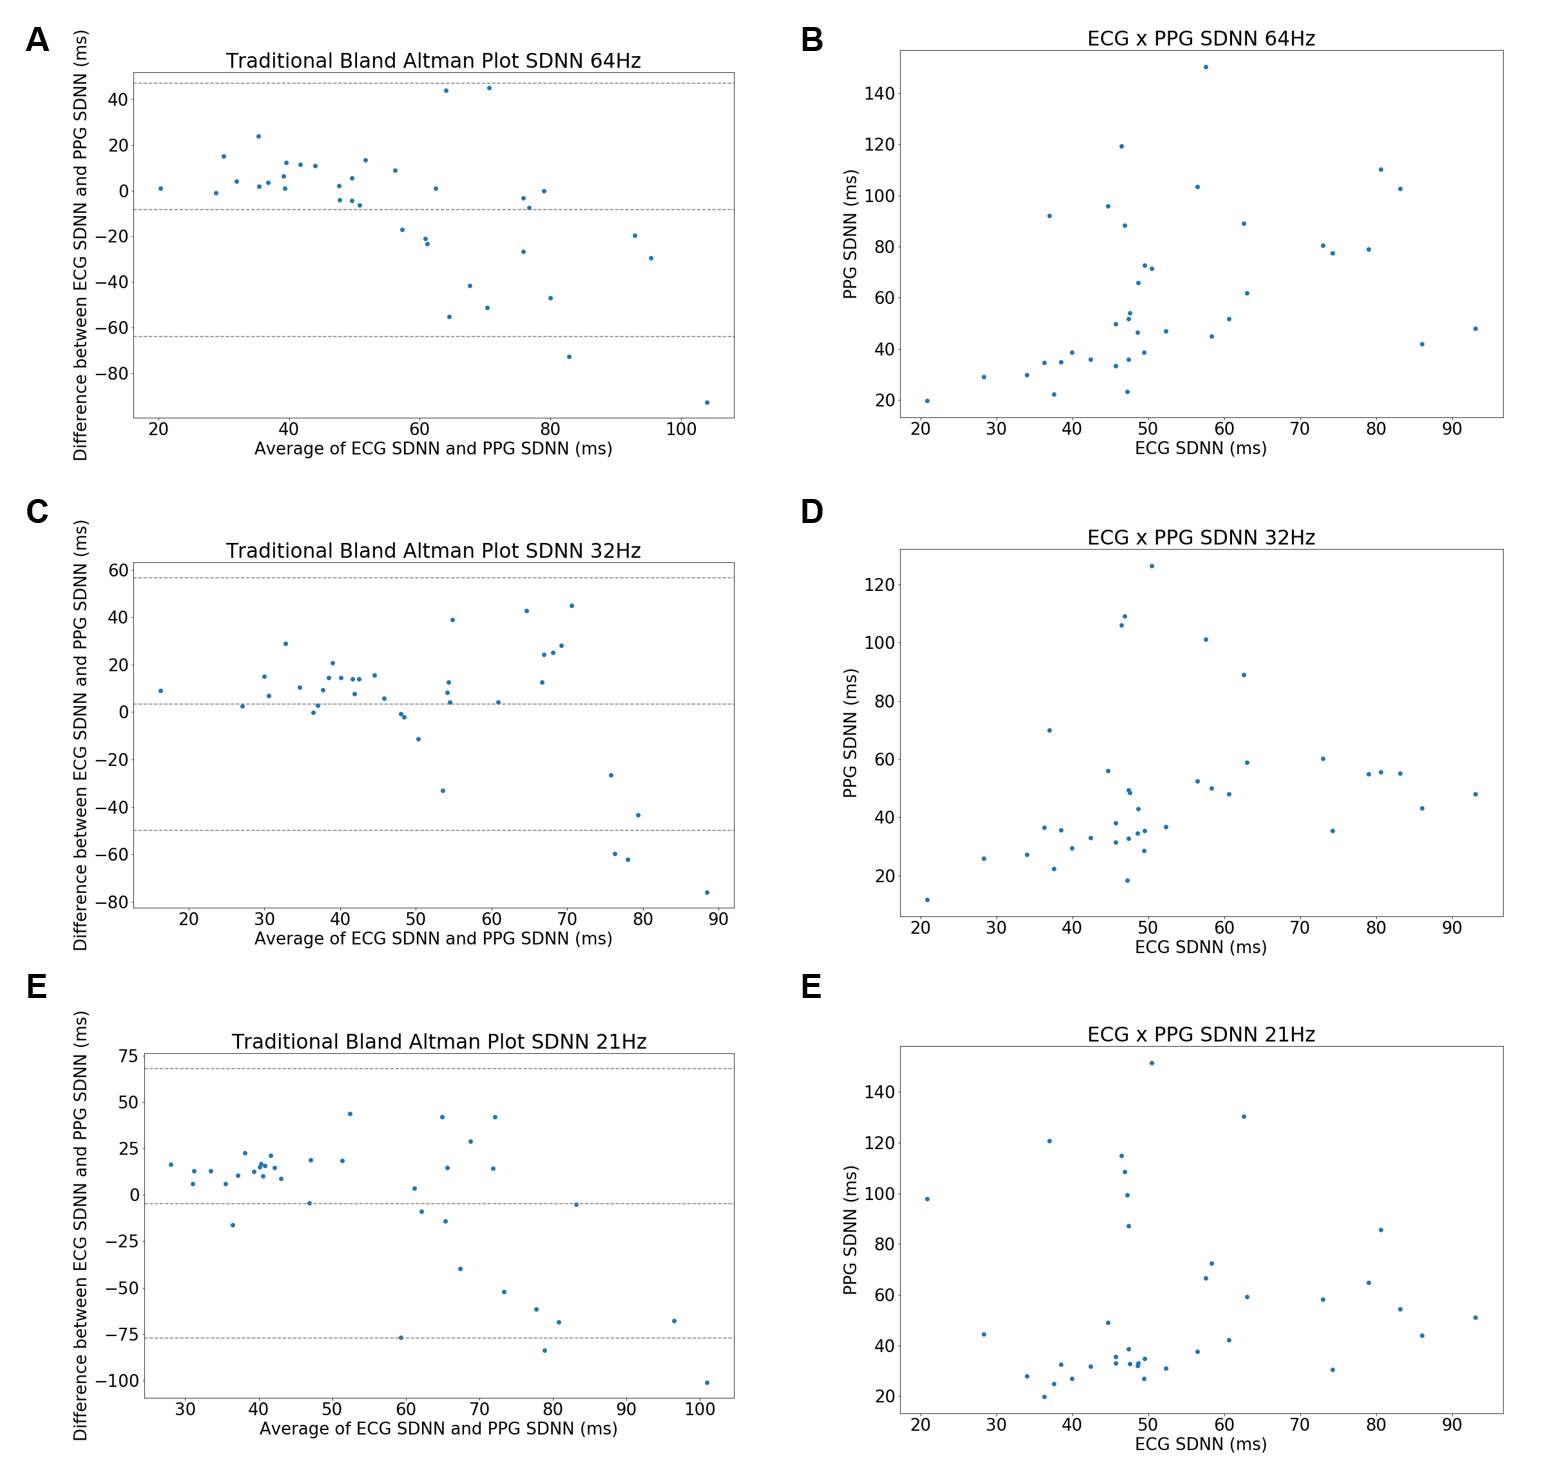 A
Traditional Bland Altman Plot SDNN 64Hz
Difference between ECG SDNN and PPG SDNN (ms)
40
20
0
−20
−40
−60
−80
20 40 60 80 100
Average of ECG SDNN and PPG SDNN (ms)
B
ECG x PPG SDNN 64Hz
PPG SDNN (ms)
140
120
100
80
60
40
20
20 30 40 50 60 70 80 90
ECG SDNN (ms)
C
Traditional Bland Altman Plot SDNN 32Hz
Difference between ECG SDNN and PPG SDNN (ms)
60
40
20
0
−20
−40
−60
−80
20 30 40 50 60 70 80 90
Average of ECG SDNN and PPG SDNN (ms)
D
ECG x PPG SDNN 32Hz
PPG SDNN (ms)
120
100
80
60
40
20
20 30 40 50 60 70 80 90
ECG SDNN (ms)
E
Traditional Bland Altman Plot SDNN 21Hz
Difference between ECG SDNN and PPG SDNN (ms)
75
50
25
0
−25
−50
−75
−100
30 40 50 60 70 80 90 100
Average of ECG SDNN and PPG SDNN (ms)
E
ECG x PPG SDNN 21Hz
PPG SDNN (ms)
140
120
100
80
60
40
20
20 30 40 50 60 70 80 90
ECG SDNN (ms)